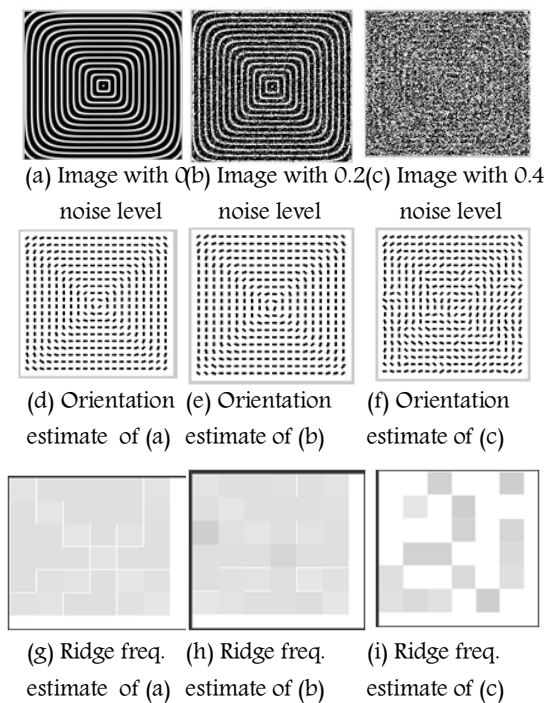 (a) Image with 0 (b) Image with 0.2 (c) Image with 0.4
noise level noise level noise level
(d) Orientation (e) Orientation (f) Orientation
estimate of (a) estimate of (b) estimate of (c)
(g) Ridge freq. (h) Ridge freq. (i) Ridge freq.
estimate of (a) estimate of (b) estimate of (c)